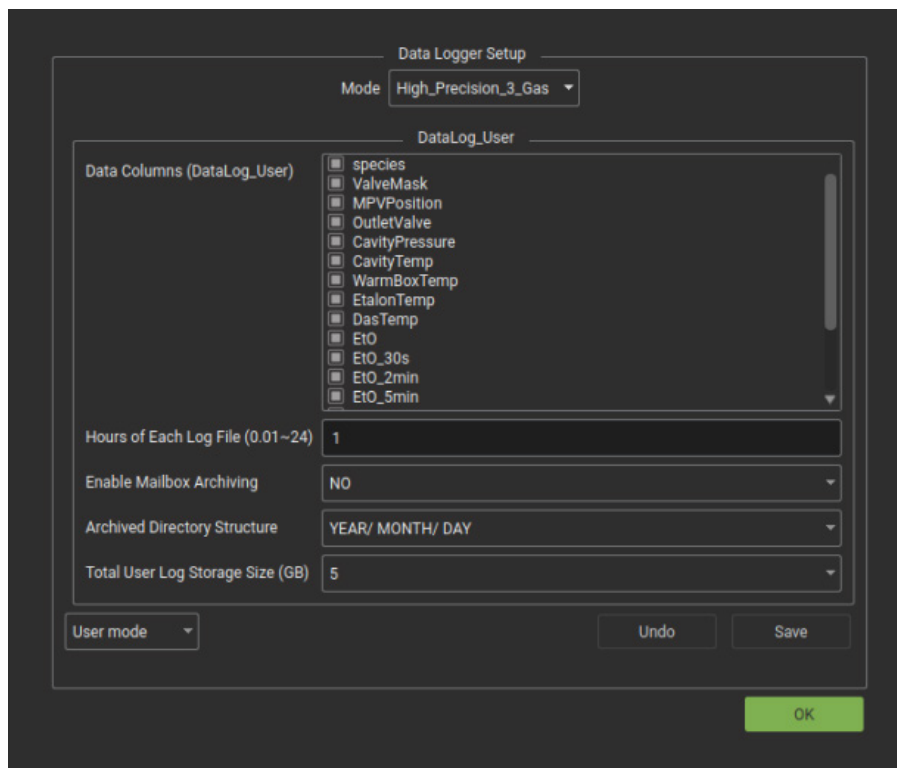 Data Logger Setup
Mode High_Precision_3_Gas
DataLog_User
Data Columns (DataLog_User)
species
ValveMask
MPVPosition
OutletValve
CavityPressure
CavityTemp
WarmBoxTemp
EtalonTemp
DasTemp
EtO
EtO_30s
EtO_2min
EtO_5min
Hours of Each Log File (0.01~24) 1
Enable Mailbox Archiving NO
Archived Directory Structure YEAR/ MONTH/ DAY
Total User Log Storage Size (GB) 5
User mode Undo Save
OK